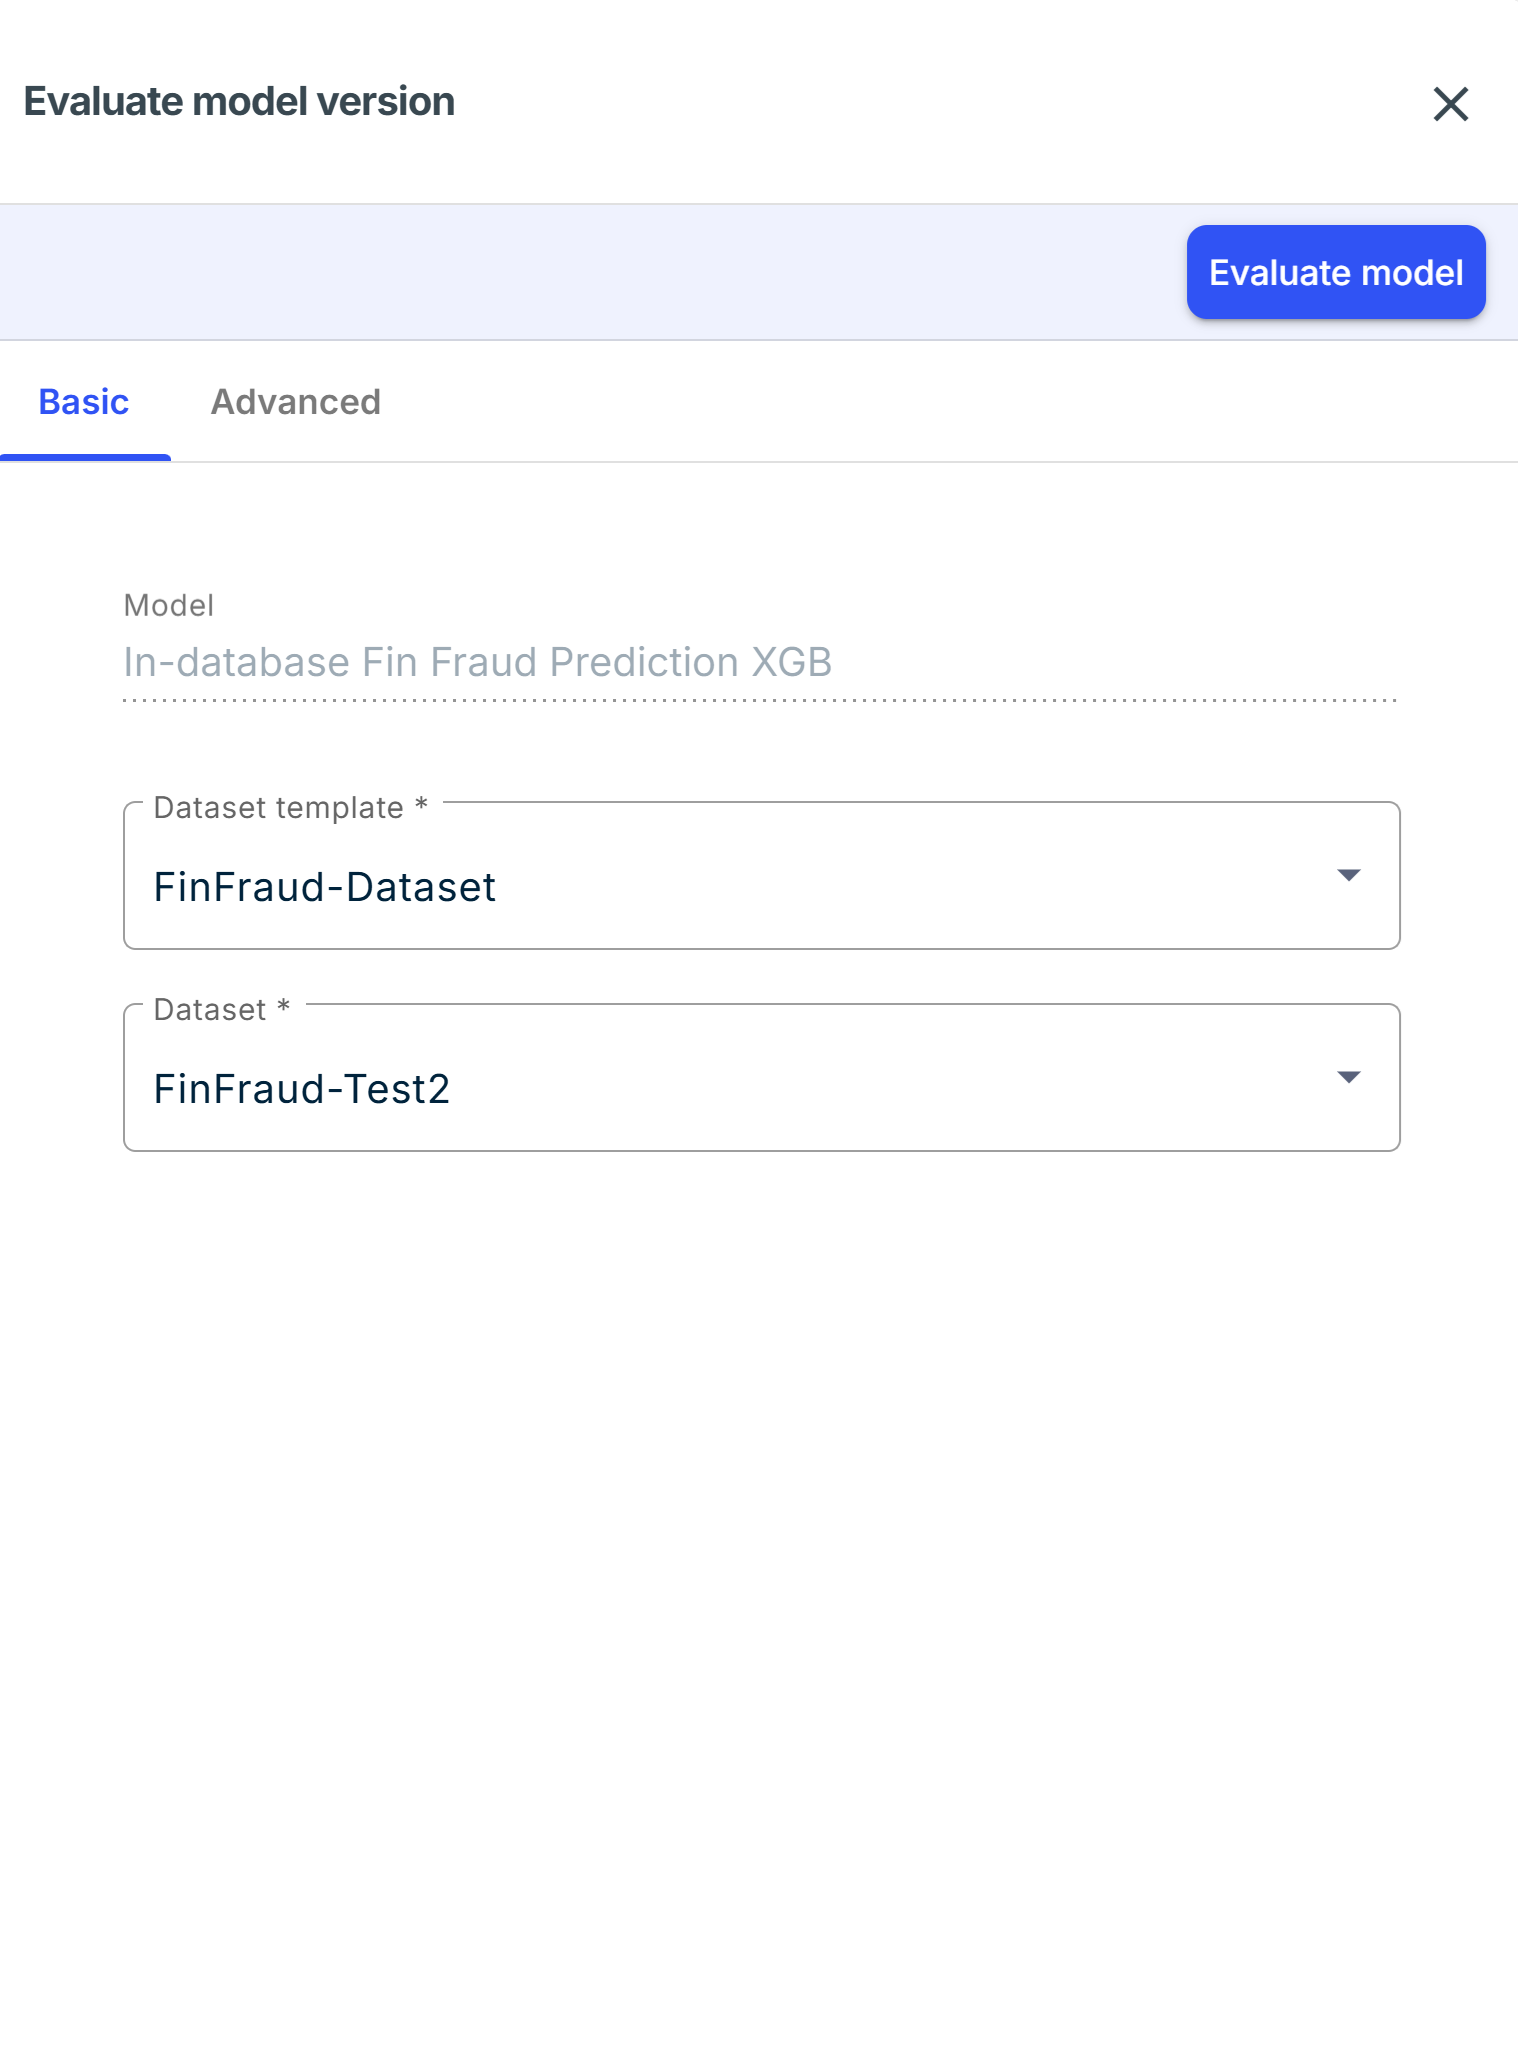 Evaluate model version
Evaluate model
Basic Advanced
Model
In-database Fin Fraud Prediction XGB
Dataset template *
FinFraud-Dataset
Dataset *
FinFraud-Test2